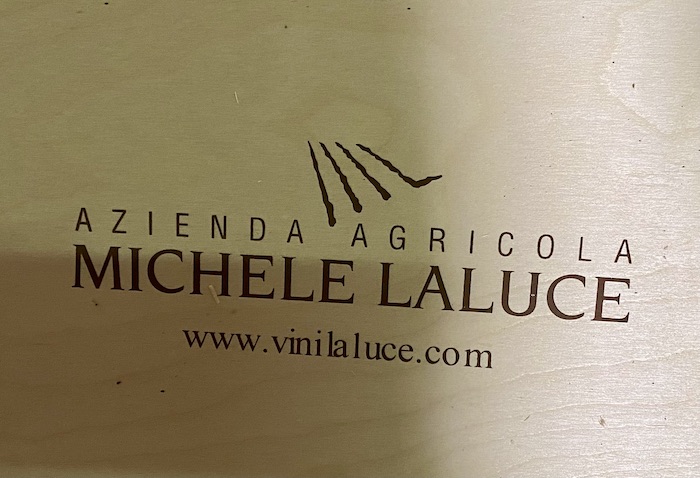 AZIENDA AGRICOLA
MICHELE LALUCE
www.vinilaluce.com